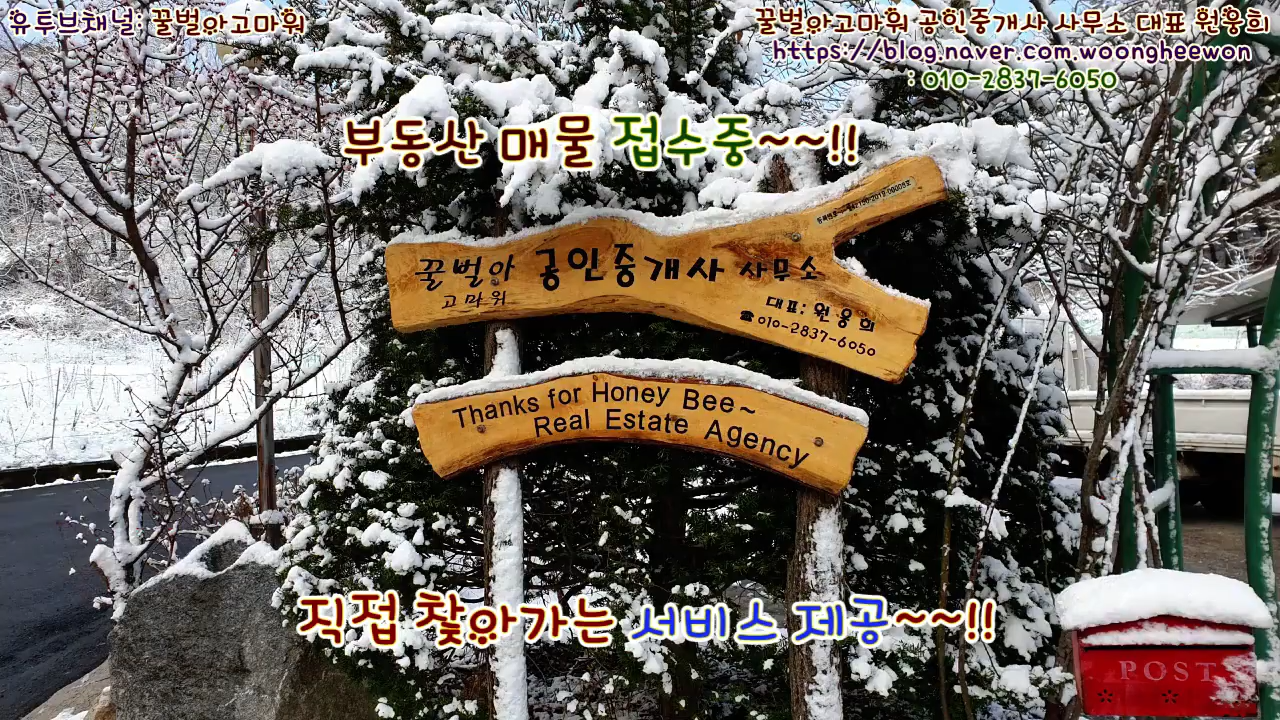 유투브채널: 꿀벌아고마워
꿀벌아고마워 공인중개사 사무소 대표 원웅희
https://blog.naver.com.woongheewon
: 010-2837-6050
부동산 매물 접수중~~!!
꿀벌아 공인중개사 사무소
고마워
대표: 원웅희
☎010-2837-6050
Thanks for Honey Bee~
Real Estate Agency
직접 찾아가는 서비스 제공~~!!
POST